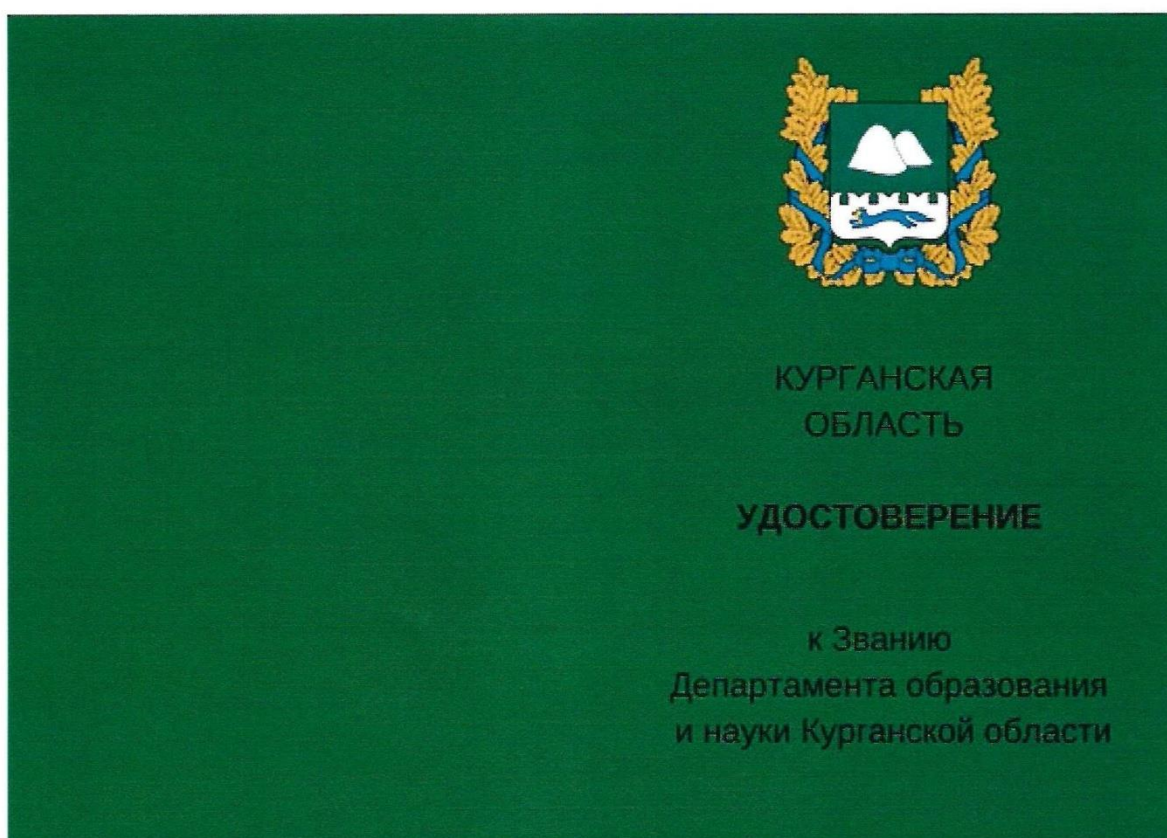 КУРГАНСКАЯ
ОБЛАСТЬ
УДОСТОВЕРЕНИЕ
к Званию
Департамента образования
и науки Курганской области